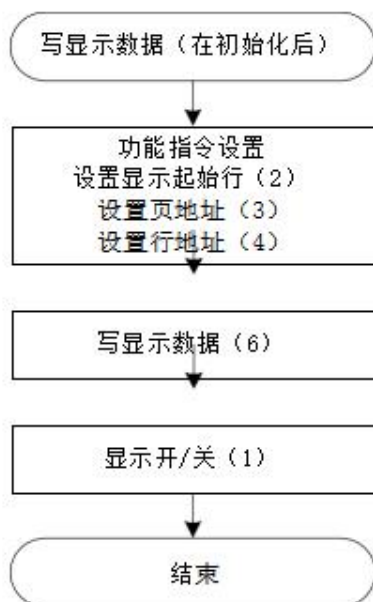 写显示数据（在初始化后）
功能指令设置
设置显示起始行（2）
设置页地址（3）
设置行地址（4）
写显示数据（6）
显示开/关（1）
结束